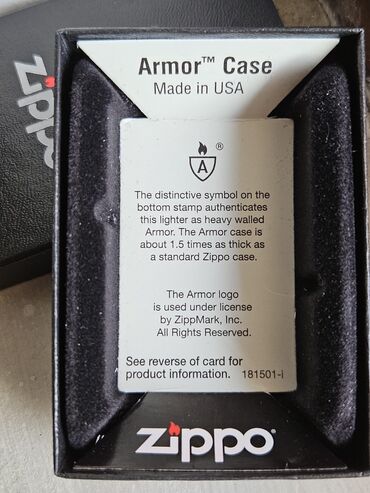 zippo
Armor™ Case
Made in USA
A ®
The distinctive symbol on the
bottom stamp authenticates
this lighter as heavy walled
Armor. The Armor case is
about 1.5 times as thick as
a standard Zippo case.
The Armor logo
is used under license
by ZippMark, Inc.
All Rights Reserved.
See reverse of card for
product information. 181501-i
zippo